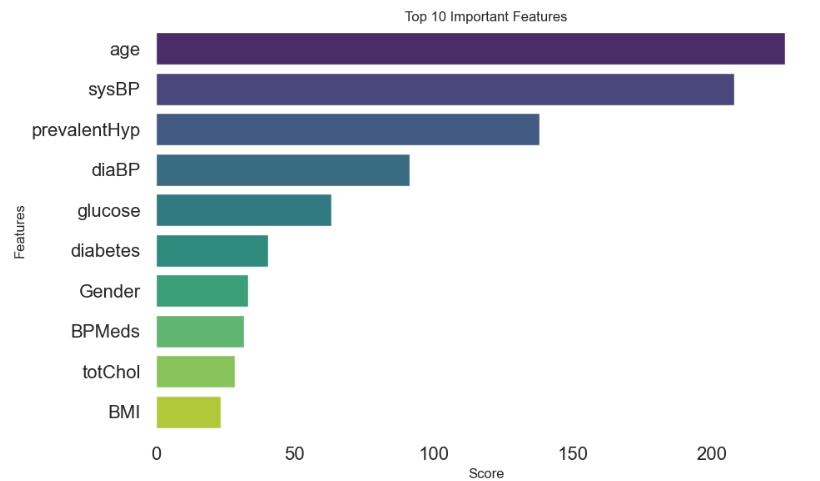 Top 10 Important Features
age
sysBP
prevalentHyp
diaBP
glucose
diabetes
Gender
BPMeds
totChol
BMI
Features
0 50 100 150 200
Score